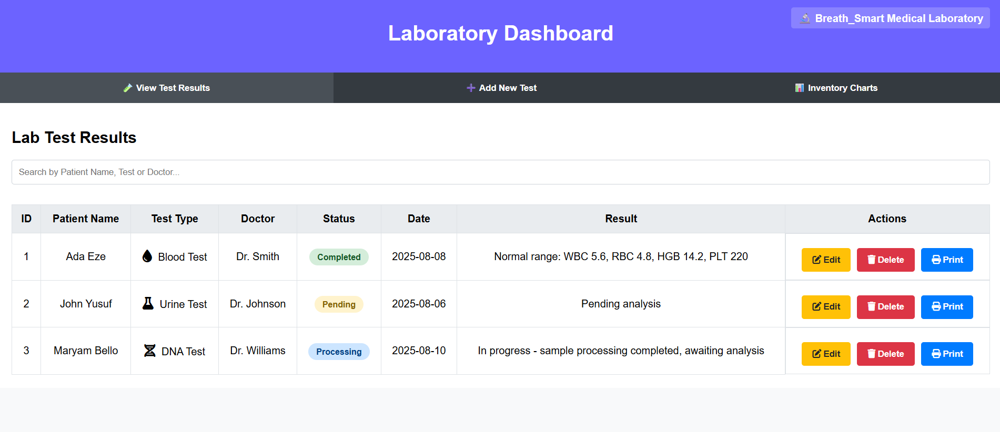 Breath_Smart Medical Laboratory
Laboratory Dashboard
View Test Results Add New Test Inventory Charts
Lab Test Results
Search by Patient Name, Test or Doctor...
ID Patient Name Test Type Doctor Status Date Result Actions
1 Ada Eze Blood Test Dr. Smith Completed 2025-08-08 Normal range: WBC 5.6, RBC 4.8, HGB 14.2, PLT 220 Edit Delete Print
2 John Yusuf Urine Test Dr. Johnson Pending 2025-08-06 Pending analysis Edit Delete Print
3 Maryam Bello DNA Test Dr. Williams Processing 2025-08-10 In progress - sample processing completed, awaiting analysis Edit Delete Print